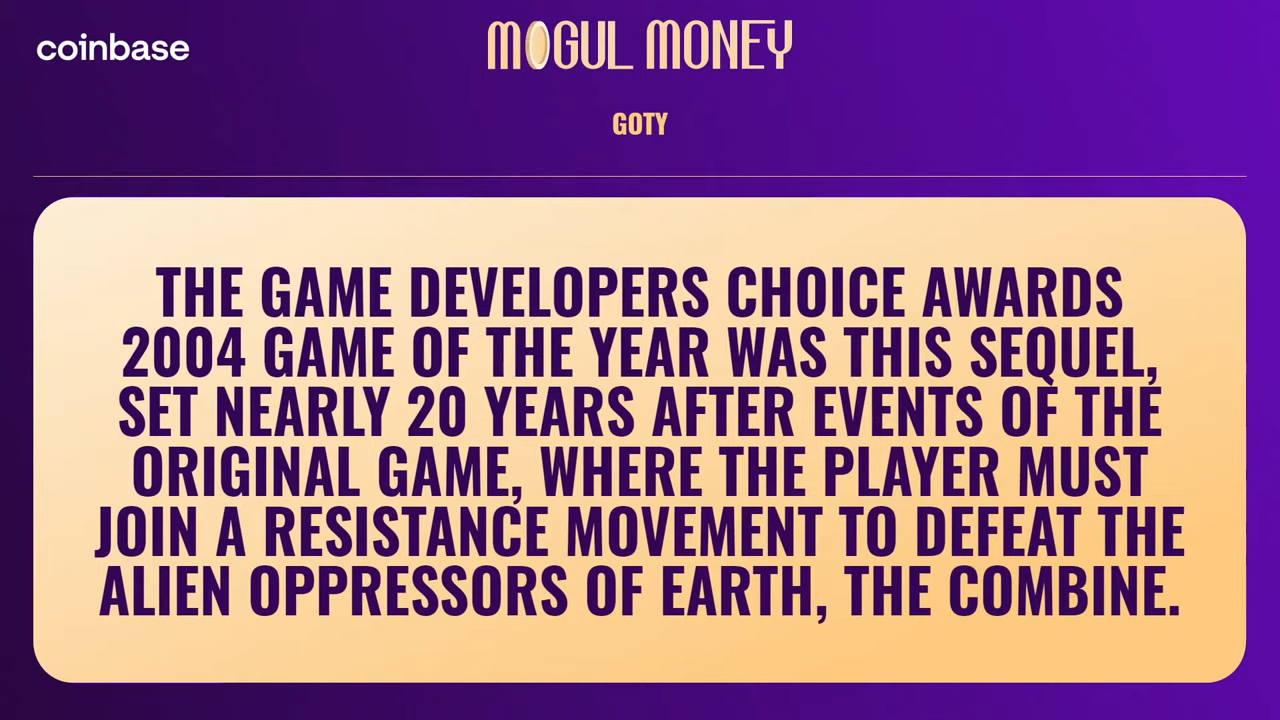 coinbase
MOGUL MONEY
GOTY
THE GAME DEVELOPERS CHOICE AWARDS
2004 GAME OF THE YEAR WAS THIS SEQUEL,
SET NEARLY 20 YEARS AFTER EVENTS OF THE
ORIGINAL GAME, WHERE THE PLAYER MUST
JOIN A RESISTANCE MOVEMENT TO DEFEAT THE
ALIEN OPPRESSORS OF EARTH, THE COMBINE.